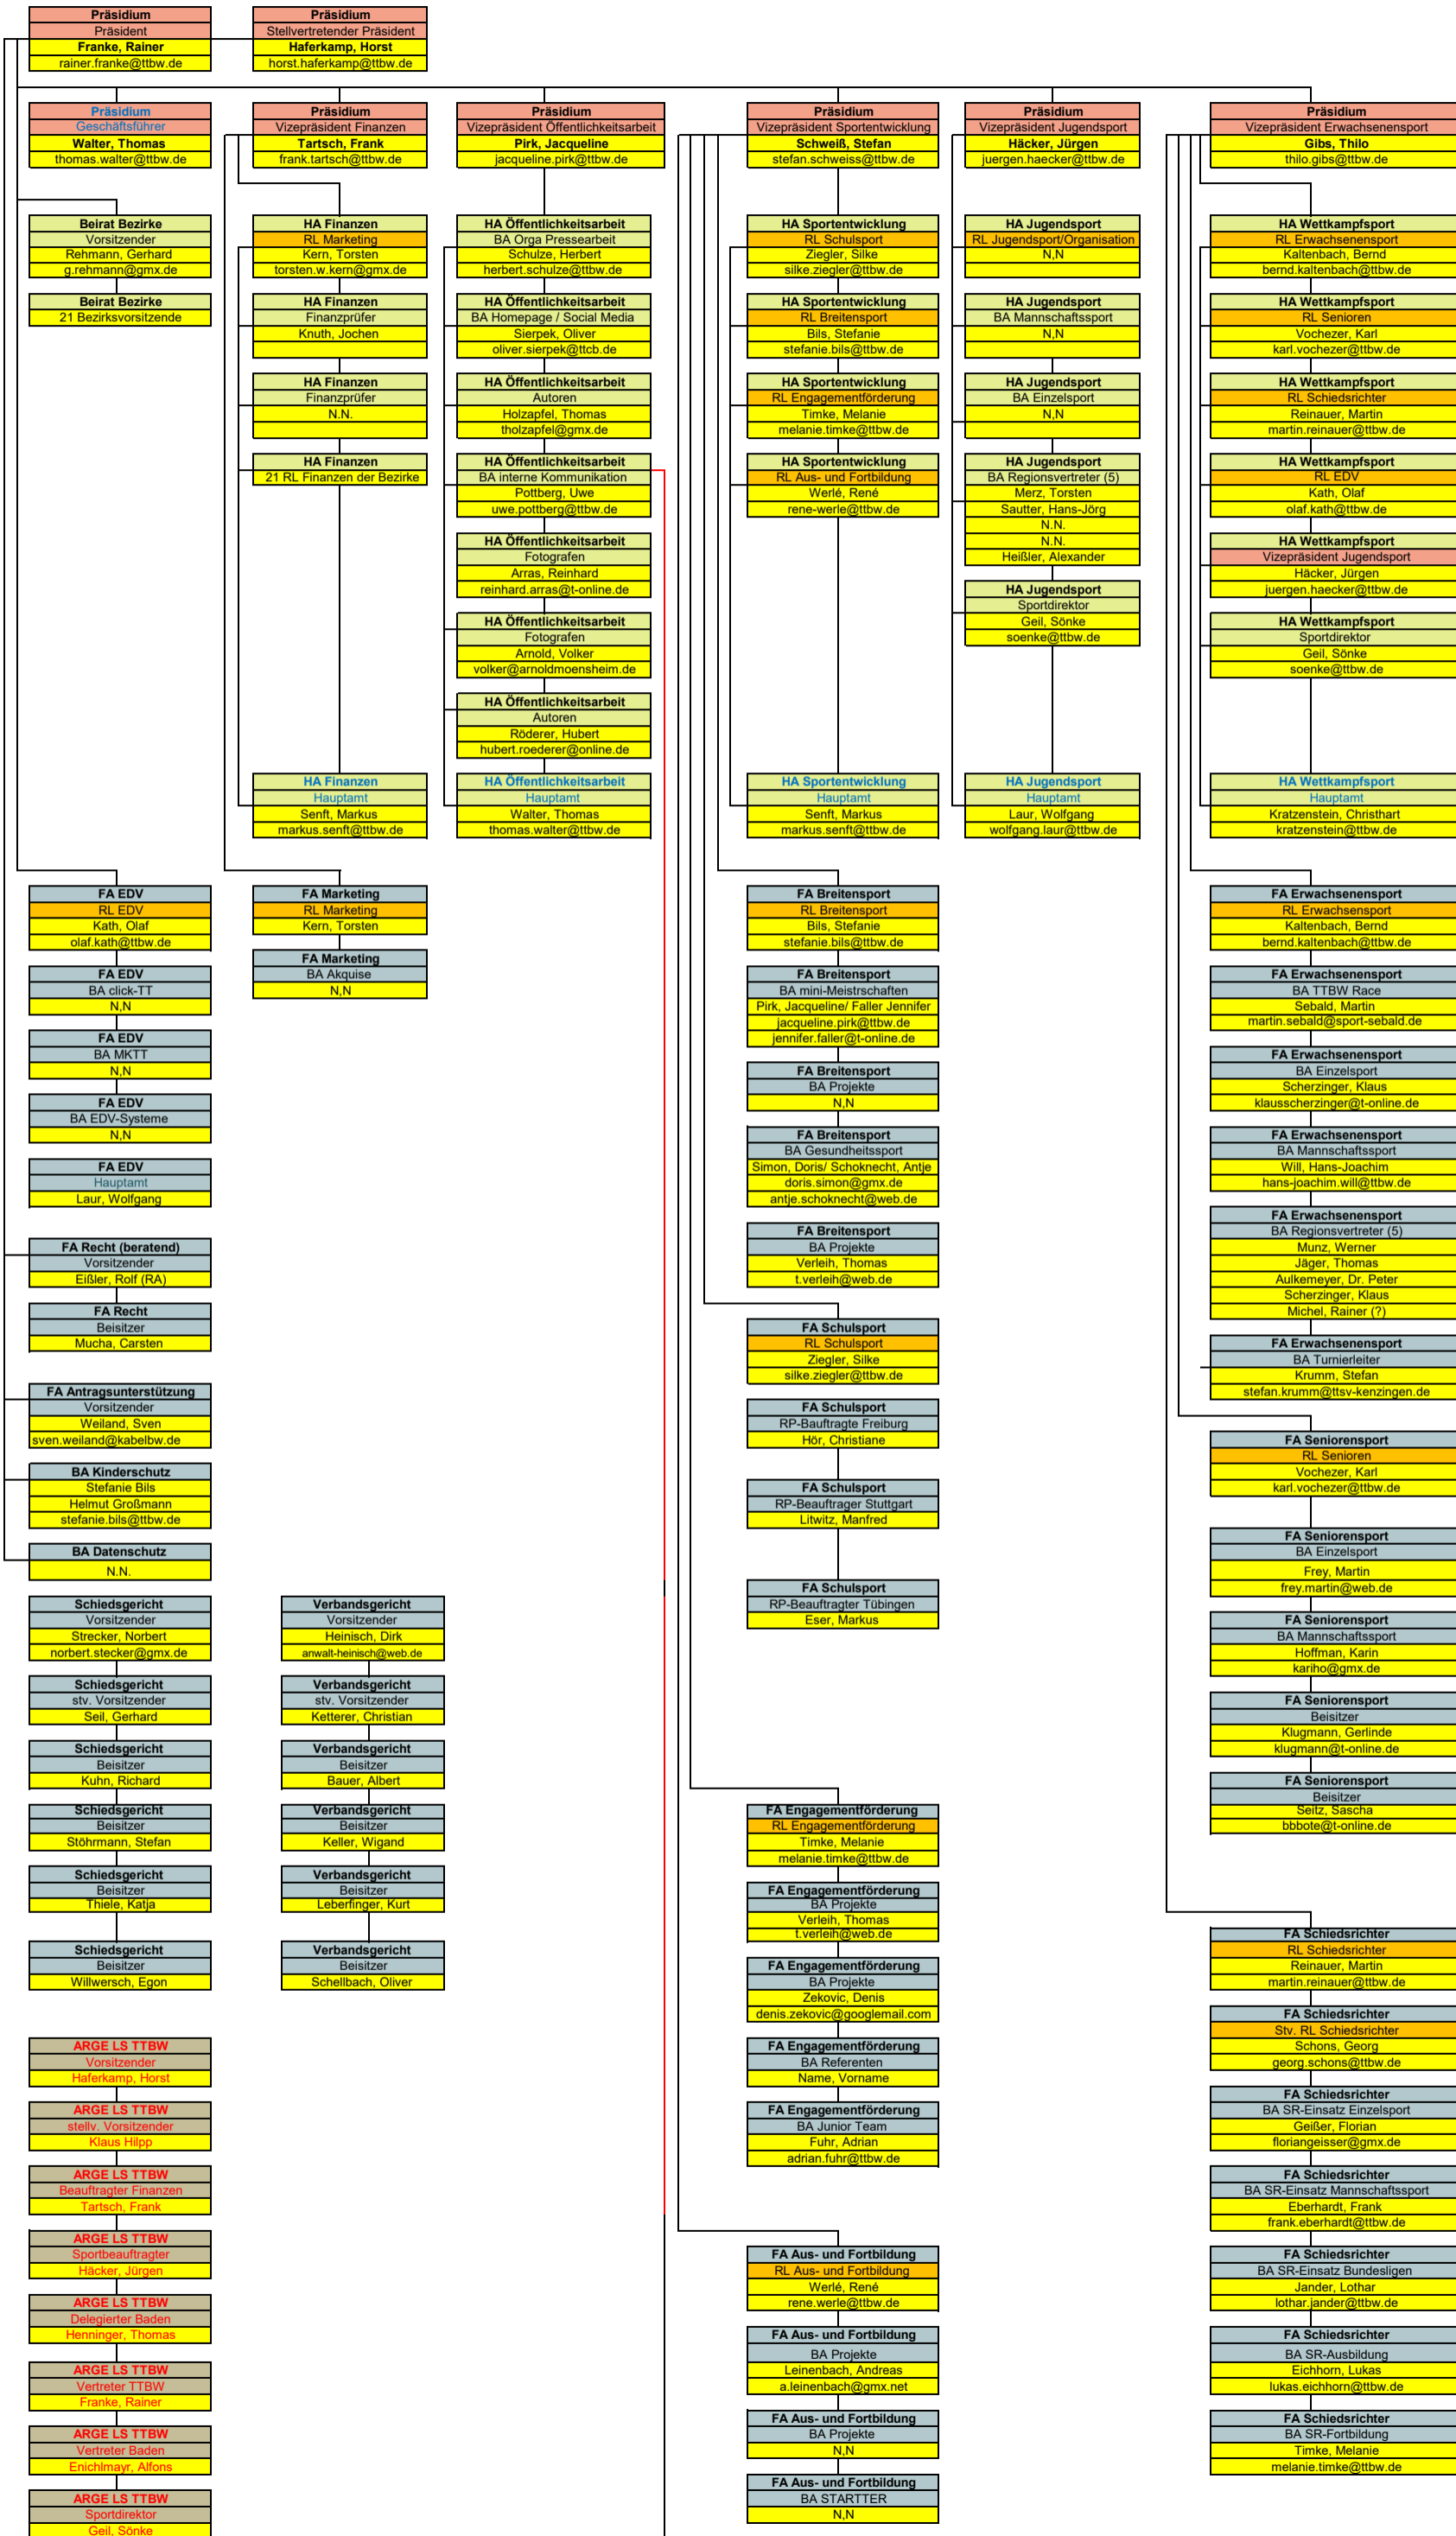 Präsidium
Präsident
Franke, Rainer
rainer.franke@ttbw.de
Präsidium
Stellvertretender Präsident
Haferkamp, Horst
horst.haferkamp@ttbw.de
Präsidium
Geschäftsführer
Walter, Thomas
thomas.walter@ttbw.de
Präsidium
Vizepräsident Finanzen
Tartsch, Frank
frank.tartsch@ttbw.de
Präsidium
Vizepräsident Öffentlichkeitsarbeit
Pirk, Jacqueline
jacqueline.pirk@ttbw.de
Präsidium
Vizepräsident Sportentwicklung
Schweiß, Stefan
stefan.schweiss@ttbw.de
Präsidium
Vizepräsident Jugendsport
Häcker, Jürgen
juergen.haecker@ttbw.de
Präsidium
Vizepräsident Erwachsenensport
Gibs, Thilo
thilo.gibs@ttbw.de
Beirat Bezirke
Vorsitzender
Rehmann, Gerhard
g.rehmann@gmx.de
Beirat Bezirke
21 Bezirksvorsitzende
HA Finanzen
RL Marketing
Kern, Torsten
torsten.w.kern@gmx.de
HA Finanzen
Finanzprüfer
Knuth, Jochen
HA Finanzen
Finanzprüfer
N.N.
HA Finanzen
21 RL Finanzen der Bezirke
HA Finanzen
Hauptamt
Senft, Markus
markus.senft@ttbw.de
HA Öffentlichkeitsarbeit
BA Orga Pressearbeit
Schulze, Herbert
herbert.schulze@ttbw.de
HA Öffentlichkeitsarbeit
BA Homepage / Social Media
Sierpek, Oliver
oliver.sierpek@ttcb.de
HA Öffentlichkeitsarbeit
Autoren
Holzapfel, Thomas
tholzapfel@gmx.de
HA Öffentlichkeitsarbeit
BA interne Kommunikation
Pottberg, Uwe
uwe.pottberg@ttbw.de
HA Öffentlichkeitsarbeit
Fotografen
Arras, Reinhard
reinhard.arras@t-online.de
HA Öffentlichkeitsarbeit
Fotografen
Arnold, Volker
volker@arnoldmoensheim.de
HA Öffentlichkeitsarbeit
Autoren
Röderer, Hubert
hubert.roederer@online.de
HA Öffentlichkeitsarbeit
Hauptamt
Walter, Thomas
thomas.walter@ttbw.de
HA Sportentwicklung
RL Schulsport
Ziegler, Silke
silke.ziegler@ttbw.de
HA Sportentwicklung
RL Breitensport
Bils, Stefanie
stefanie.bils@ttbw.de
HA Sportentwicklung
RL Engagementförderung
Timke, Melanie
melanie.timke@ttbw.de
HA Sportentwicklung
RL Aus- und Fortbildung
Werlé, René
rene-werle@ttbw.de
HA Sportentwicklung
Hauptamt
Senft, Markus
markus.senft@ttbw.de
HA Jugendsport
RL Jugendsport/Organisation
N,N
HA Jugendsport
BA Mannschaftssport
N,N
HA Jugendsport
BA Einzelsport
N,N
HA Jugendsport
BA Regionsvertreter (5)
Merz, Torsten
Sautter, Hans-Jörg
N.N.
N.N.
Heißler, Alexander
HA Jugendsport
Sportdirektor
Geil, Sönke
soenke@ttbw.de
HA Jugendsport
Hauptamt
Laur, Wolfgang
wolfgang.laur@ttbw.de
HA Wettkampfsport
RL Erwachsenensport
Kaltenbach, Bernd
bernd.kaltenbach@ttbw.de
HA Wettkampfsport
RL Senioren
Vochezer, Karl
karl.vochezer@ttbw.de
HA Wettkampfsport
RL Schiedsrichter
Reinauer, Martin
martin.reinauer@ttbw.de
HA Wettkampfsport
RL EDV
Kath, Olaf
olaf.kath@ttbw.de
HA Wettkampfsport
Vizepräsident Jugendsport
Häcker, Jürgen
juergen.haecker@ttbw.de
HA Wettkampfsport
Sportdirektor
Geil, Sönke
soenke@ttbw.de
HA Wettkampfsport
Hauptamt
Kratzenstein, Christhart
kratzenstein@ttbw.de
FA EDV
RL EDV
Kath, Olaf
olaf.kath@ttbw.de
FA EDV
BA click-TT
N,N
FA EDV
BA MKTT
N,N
FA EDV
BA EDV-Systeme
N,N
FA EDV
Hauptamt
Laur, Wolfgang
FA Recht (beratend)
Vorsitzender
Eißler, Rolf (RA)
FA Recht
Beisitzer
Mucha, Carsten
FA Antragsunterstützung
Vorsitzender
Weiland, Sven
sven.weiland@kabelbw.de
BA Kinderschutz
Stefanie Bils
Helmut Großmann
stefanie.bils@ttbw.de
BA Datenschutz
N.N.
Schiedsgericht
Vorsitzender
Strecker, Norbert
norbert.stecker@gmx.de
Schiedsgericht
stv. Vorsitzender
Seil, Gerhard
Schiedsgericht
Beisitzer
Kuhn, Richard
Schiedsgericht
Beisitzer
Stöhrmann, Stefan
Schiedsgericht
Beisitzer
Thiele, Katja
Schiedsgericht
Beisitzer
Willwersch, Egon
ARGE LS TTBW
Vorsitzender
Haferkamp, Horst
ARGE LS TTBW
stellv. Vorsitzender
Klaus Hilpp
ARGE LS TTBW
Beauftragter Finanzen
Tartsch, Frank
ARGE LS TTBW
Sportbeauftragter
Häcker, Jürgen
ARGE LS TTBW
Delegierter Baden
Henninger, Thomas
ARGE LS TTBW
Vertreter TTBW
Franke, Rainer
ARGE LS TTBW
Vertreter Baden
Enichlmayr, Alfons
ARGE LS TTBW
Sportdirektor
Geil, Sönke
FA Marketing
RL Marketing
Kern, Torsten
FA Marketing
BA Akquise
N,N
Verbandsgericht
Vorsitzender
Heinisch, Dirk
anwalt-heinisch@web.de
Verbandsgericht
stv. Vorsitzender
Ketterer, Christian
Verbandsgericht
Beisitzer
Bauer, Albert
Verbandsgericht
Beisitzer
Keller, Wigand
Verbandsgericht
Beisitzer
Leberfinger, Kurt
Verbandsgericht
Beisitzer
Schellbach, Oliver
FA Breitensport
RL Breitensport
Bils, Stefanie
stefanie.bils@ttbw.de
FA Breitensport
BA mini-Meistrschaften
Pirk, Jacqueline/ Faller Jennifer
jacqueline.pirk@ttbw.de
jennifer.faller@t-online.de
FA Breitensport
BA Projekte
N,N
FA Breitensport
BA Gesundheitssport
Simon, Doris/ Schoknecht, Antje
doris.simon@gmx.de
antje.schoknecht@web.de
FA Breitensport
BA Projekte
Verleih, Thomas
t.verleih@web.de
FA Schulsport
RL Schulsport
Ziegler, Silke
silke.ziegler@ttbw.de
FA Schulsport
RP-Bauftragte Freiburg
Hör, Christiane
FA Schulsport
RP-Beauftrager Stuttgart
Litwitz, Manfred
FA Schulsport
RP-Beauftragter Tübingen
Eser, Markus
FA Engagementförderung
RL Engagementförderung
Timke, Melanie
melanie.timke@ttbw.de
FA Engagementförderung
BA Projekte
Verleih, Thomas
t.verleih@web.de
FA Engagementförderung
BA Projekte
Zekovic, Denis
denis.zekovic@googlemail.com
FA Engagementförderung
BA Referenten
Name, Vorname
FA Engagementförderung
BA Junior Team
Fuhr, Adrian
adrian.fuhr@ttbw.de
FA Aus- und Fortbildung
RL Aus- und Fortbildung
Werlé, René
rene.werle@ttbw.de
FA Aus- und Fortbildung
BA Projekte
Leinenbach, Andreas
a.leinenbach@gmx.net
FA Aus- und Fortbildung
BA Projekte
N,N
FA Aus- und Fortbildung
BA STARTTER
N,N
FA Erwachsenensport
RL Erwachsensport
Kaltenbach, Bernd
bernd.kaltenbach@ttbw.de
FA Erwachsenensport
BA TTBW Race
Sebald, Martin
martin.sebald@sport-sebald.de
FA Erwachsenensport
BA Einzelsport
Scherzinger, Klaus
klausscherzinger@t-online.de
FA Erwachsenensport
BA Mannschaftssport
Will, Hans-Joachim
hans-joachim.will@ttbw.de
FA Erwachsenensport
BA Regionsvertreter (5)
Munz, Werner
Jäger, Thomas
Aulkemeyer, Dr. Peter
Scherzinger, Klaus
Michel, Rainer (?)
FA Erwachsenensport
BA Turnierleiter
Krumm, Stefan
stefan.krumm@ttsv-kenzingen.de
FA Seniorensport
RL Senioren
Vochezer, Karl
karl.vochezer@ttbw.de
FA Seniorensport
BA Einzelsport
Frey, Martin
frey.martin@web.de
FA Seniorensport
BA Mannschaftssport
Hoffman, Karin
kariho@gmx.de
FA Seniorensport
Beisitzer
Klugmann, Gerlinde
klugmann@t-online.de
FA Seniorensport
Beisitzer
Seitz, Sascha
bbbote@t-online.de
FA Schiedsrichter
RL Schiedsrichter
Reinauer, Martin
martin.reinauer@ttbw.de
FA Schiedsrichter
Stv. RL Schiedsrichter
Schons, Georg
georg.schons@ttbw.de
FA Schiedsrichter
BA SR-Einsatz Einzelsport
Geißer, Florian
floriangeisser@gmx.de
FA Schiedsrichter
BA SR-Einsatz Mannschaftssport
Eberhardt, Frank
frank.eberhardt@ttbw.de
FA Schiedsrichter
BA SR-Einsatz Bundesligen
Jander, Lothar
lothar.jander@ttbw.de
FA Schiedsrichter
BA SR-Ausbildung
Eichhorn, Lukas
lukas.eichhorn@ttbw.de
FA Schiedsrichter
BA SR-Fortbildung
Timke, Melanie
melanie.timke@ttbw.de